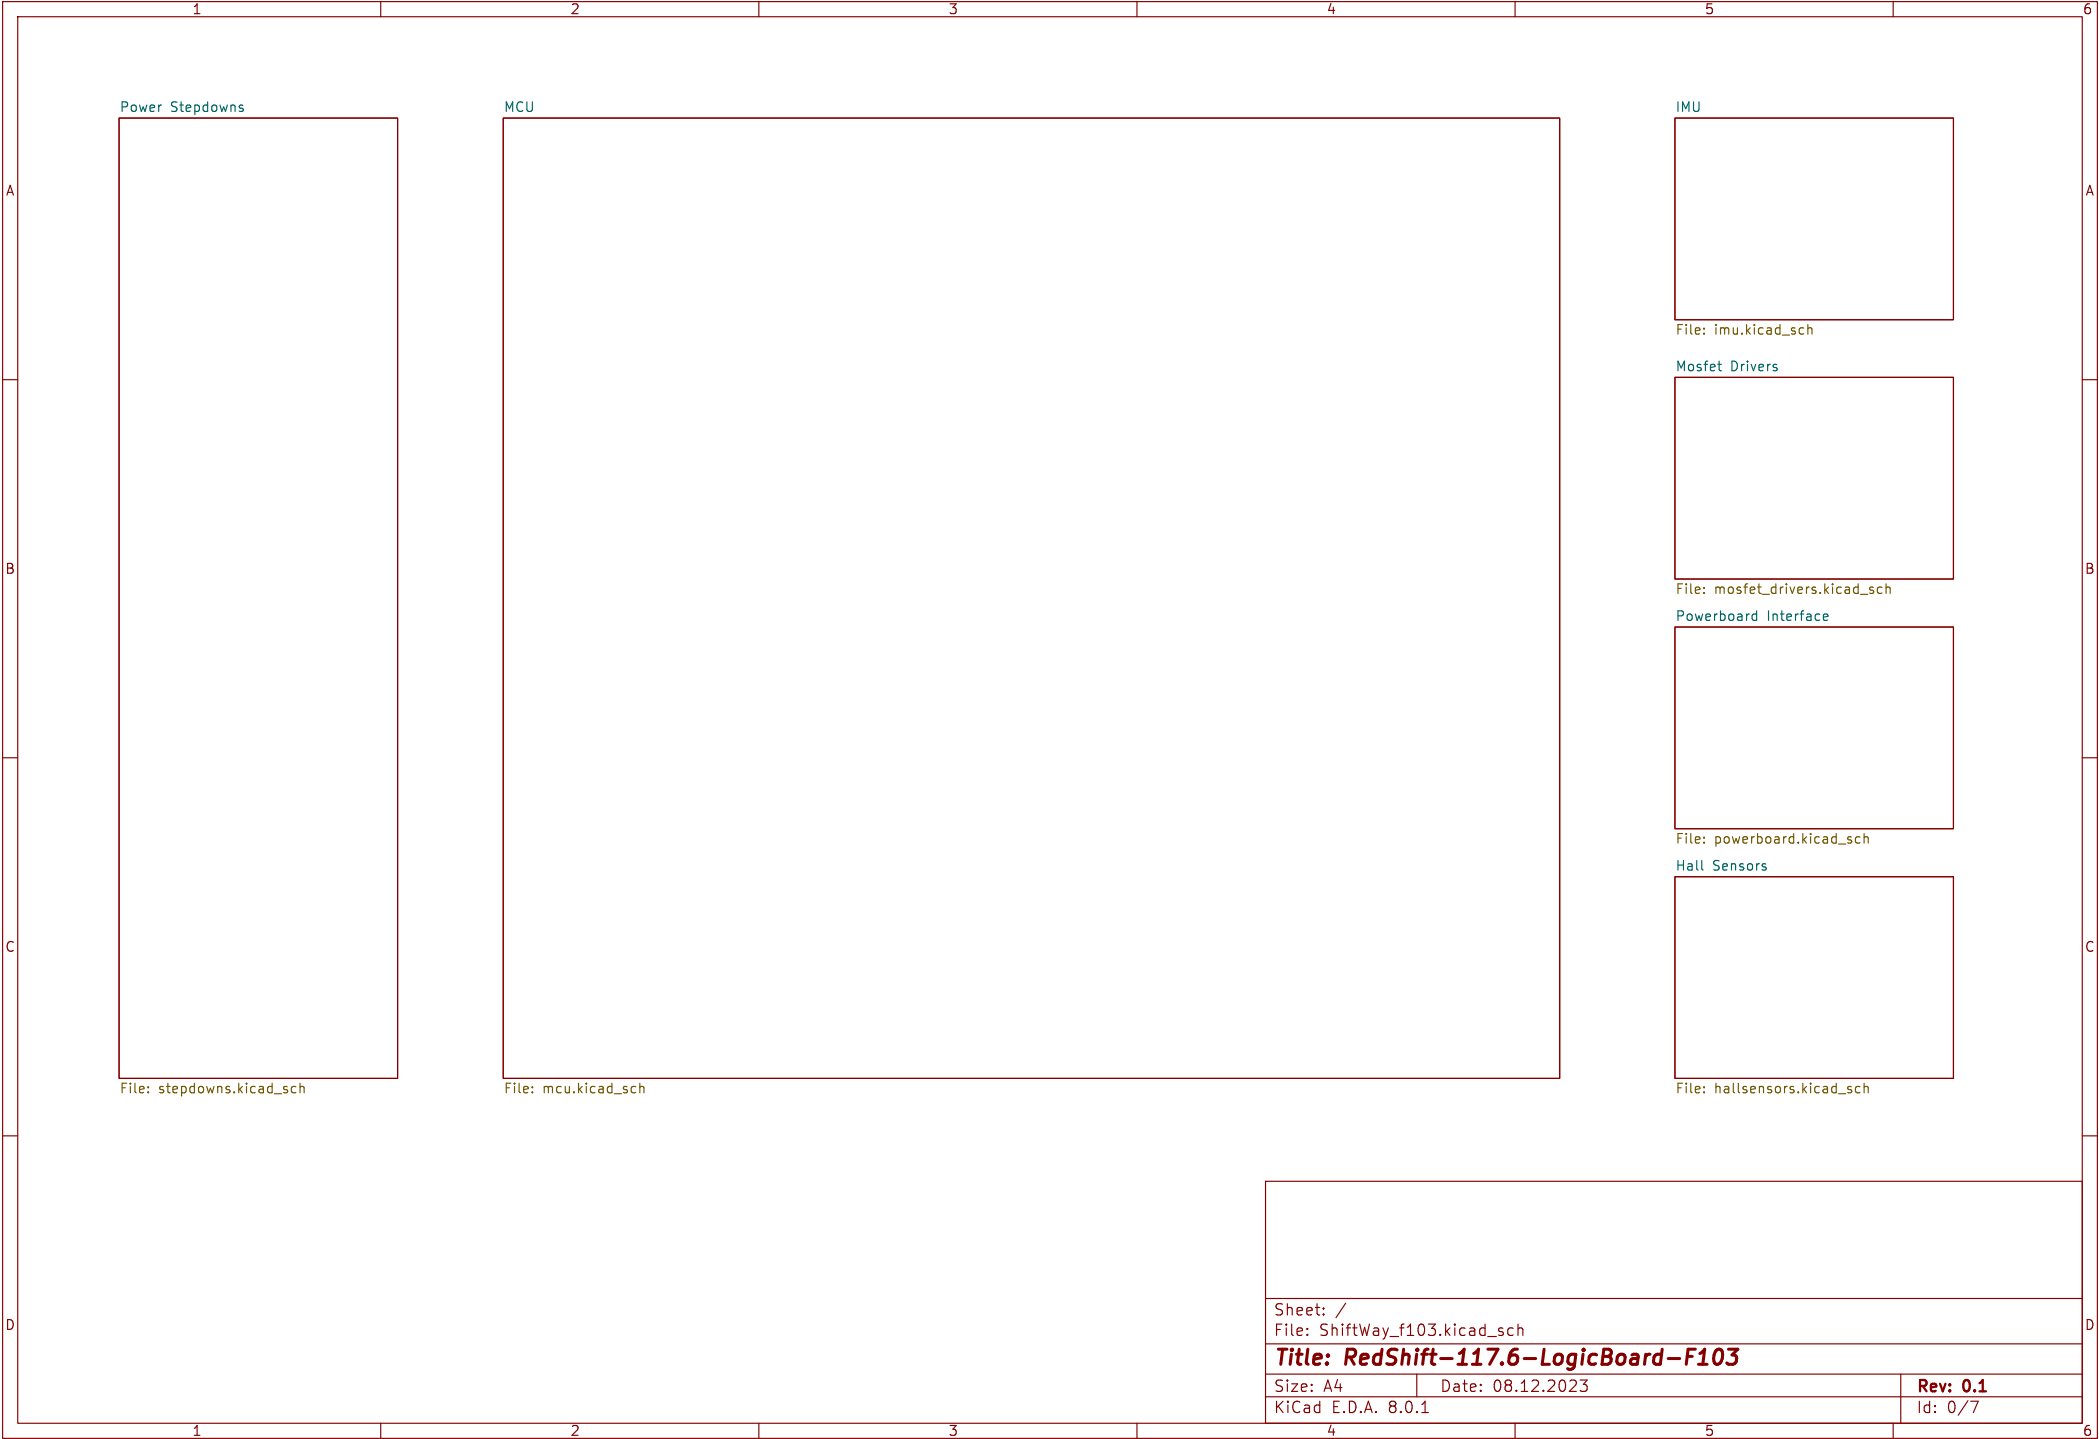 1 2 3 4 5 6
Power Stepdowns
MCU
IMU
A A
File: imu.kicad_sch
Mosfet Drivers
B B
File: mosfet_drivers.kicad_sch
Powerboard Interface
File: powerboard.kicad_sch
Hall Sensors
C C
File: stepdowns.kicad_sch
File: mcu.kicad_sch
File: hallsensors.kicad_sch
Sheet: /
D D
File: ShiftWay_f103.kicad_sch
Title: RedShift-117.6-LogicBoard-F103
Size: A4 Date: 08.12.2023 Rev: 0.1
KiCad E.D.A. 8.0.1 Id: 0/7
1 2 3 4 5 6